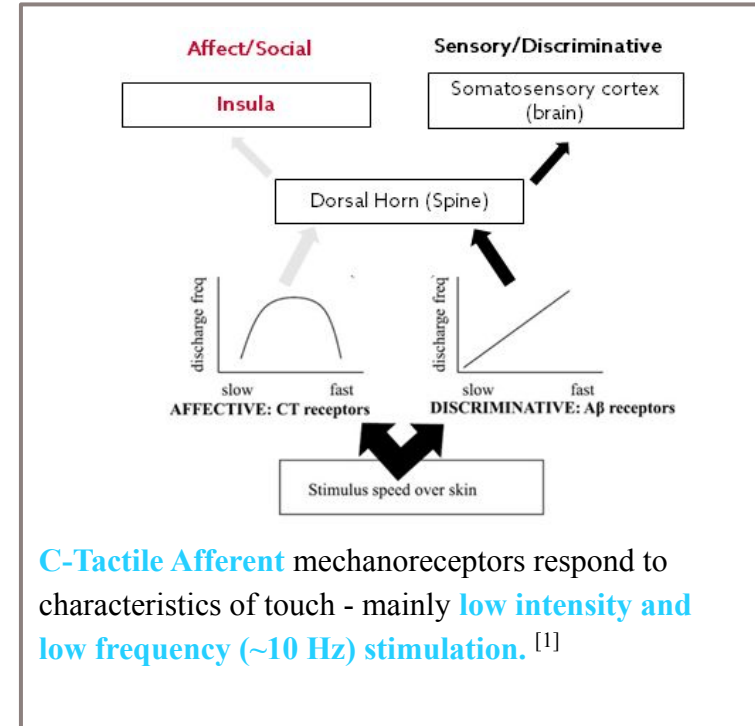 Affect/Social
Sensory/Discriminative
Insula
Somatosensory cortex
(brain)
Dorsal Horn (Spine)
discharge freq
slow fast
AFFECTIVE: CT receptors
discharge freq
slow fast
DISCRIMINATIVE: Aβ receptors
Stimulus speed over skin
C-Tactile Afferent mechanoreceptors respond to
characteristics of touch - mainly low intensity and
low frequency (~10 Hz) stimulation. [1]